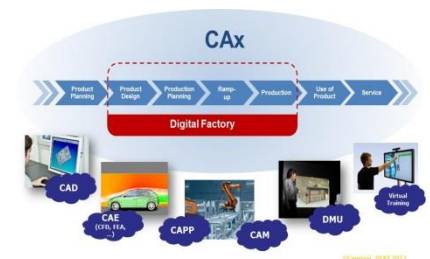 CAx
Product
Planning
Product
Design
Production
Planning
Ramp-
up
Production
Use of
Product
Service
Digital Factory
CAD
CAE
(CFD, FEA,
...)
CAPP
CAM
DMU
Virtual
Training